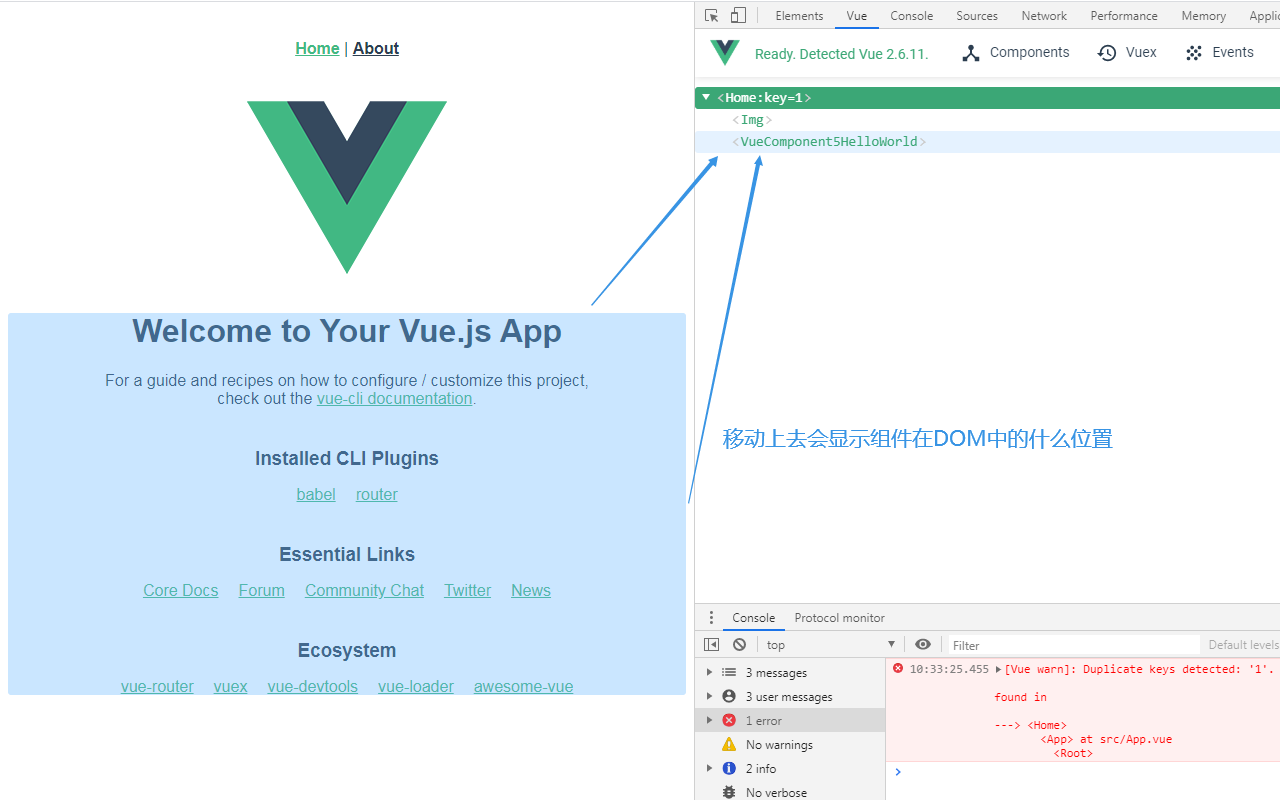 Home | About
Welcome to Your Vue.js App
For a guide and recipes on how to configure / customize this project,
check out the vue-cli documentation.
Installed CLI Plugins
babel router
Essential Links
Core Docs Forum Community Chat Twitter News
Ecosystem
vue-router vuex vue-devtools vue-loader awesome-vue
Elements Vue Console Sources Network Performance Memory Applic
Ready. Detected Vue 2.6.11. Components Vuex Events
<Home:key=1>
<Img>
<VueComponent5HelloWorld>
移动上去会显示组件在DOM中的什么位置
Console Protocol monitor
top Filter Default levels
3 messages
3 user messages
1 error
No warnings
2 info
No verbose
10:33:25.455 [Vue warn]: Duplicate keys detected: '1'.
found in
---> <Home>
<App> at src/App.vue
<Root>